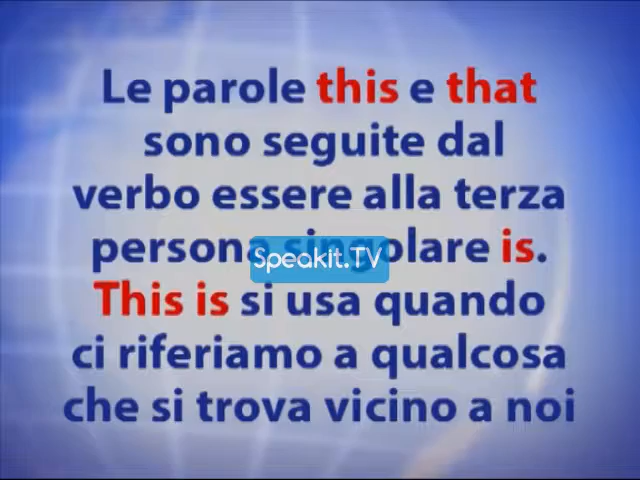 Le parole this e that
sono seguite dal
verbo essere alla terza
persona singolare is.
Speakit.TV
This is si usa quando
ci riferiamo a qualcosa
che si trova vicino a noi